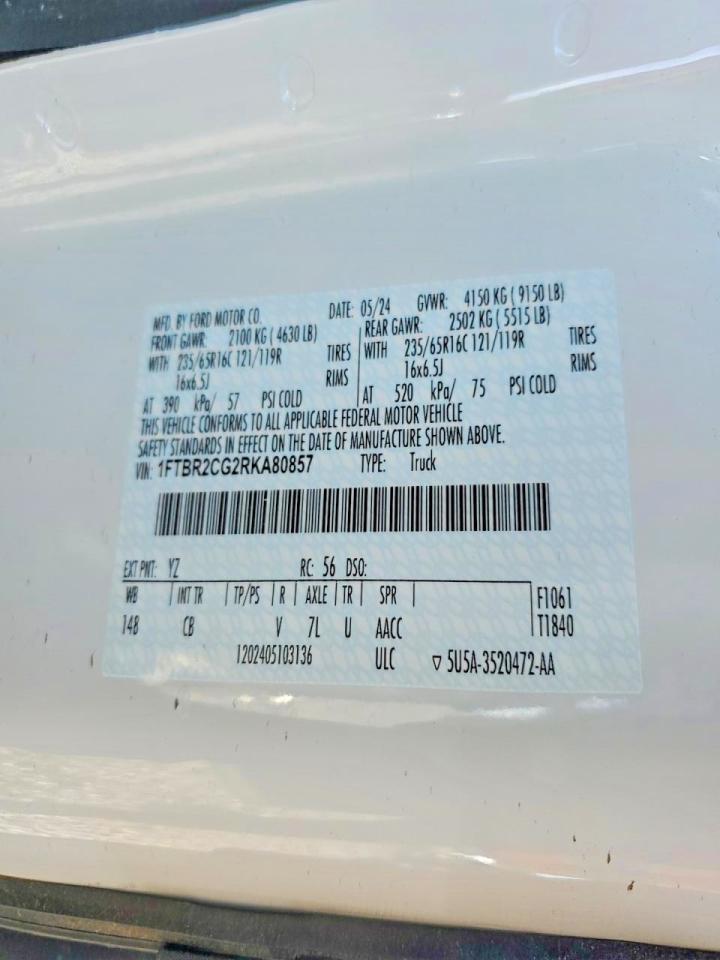 MFD. BY FORD MOTOR CO. DATE: 05/24 GVWR: 4150 KG ( 9150 LB)
FRONT GAWR: 2100 KG ( 4630 LB) REAR GAWR: 2502 KG ( 5515 LB)
WITH 235/65R16C 121/119R TIRES WITH 235/65R16C 121/119R TIRES
16x6.5J RIMS 16x6.5J RIMS
AT 390 kPa/ 57 PSI COLD AT 520 kPa/ 75 PSI COLD
THIS VEHICLE CONFORMS TO ALL APPLICABLE FEDERAL MOTOR VEHICLE
SAFETY STANDARDS IN EFFECT ON THE DATE OF MANUFACTURE SHOWN ABOVE.
VIN: 1FTBR2CG2RKA80857 TYPE: Truck
EXT PNT: YZ RC: 56 DSO:
WB INT TR TP/PS R AXLE TR SPR F1061
148 CB V 7L U AACC T1840
1202405103136 ULC ▽ 5U5A-3520472-AA